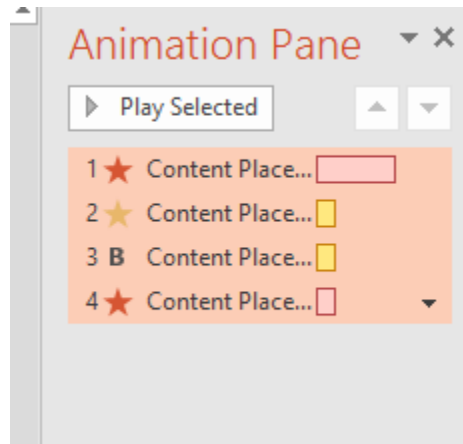 Animation Pane
Play Selected
1 Content Place...
2 Content Place...
3 B Content Place...
4 Content Place...